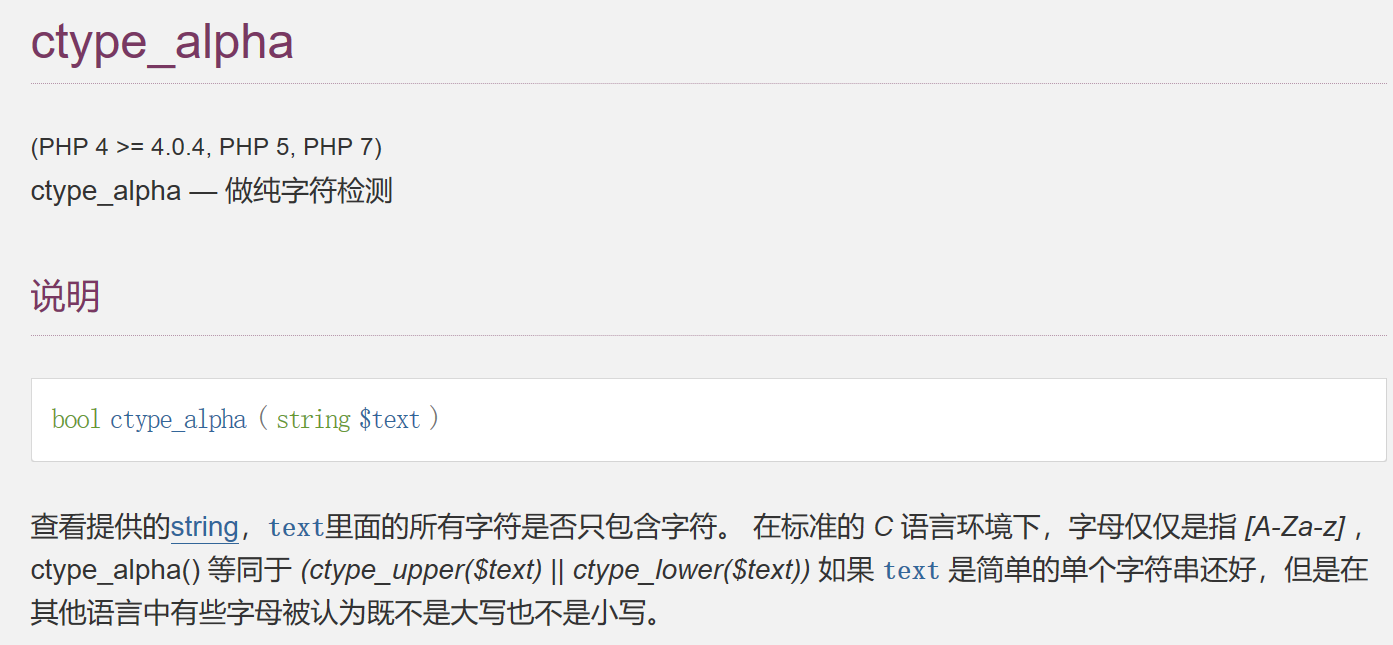 ctype_alpha
(PHP 4 >= 4.0.4, PHP 5, PHP 7)
ctype_alpha — 做纯字符检测
说明
bool ctype_alpha ( string $text )
查看提供的string，text里面的所有字符是否只包含字符。 在标准的 C 语言环境下，字母仅仅是指 [A-Za-z] ，
ctype_alpha() 等同于 (ctype_upper($text) || ctype_lower($text)) 如果 text 是简单的单个字符串还好，但是在
其他语言中有些字母被认为既不是大写也不是小写。